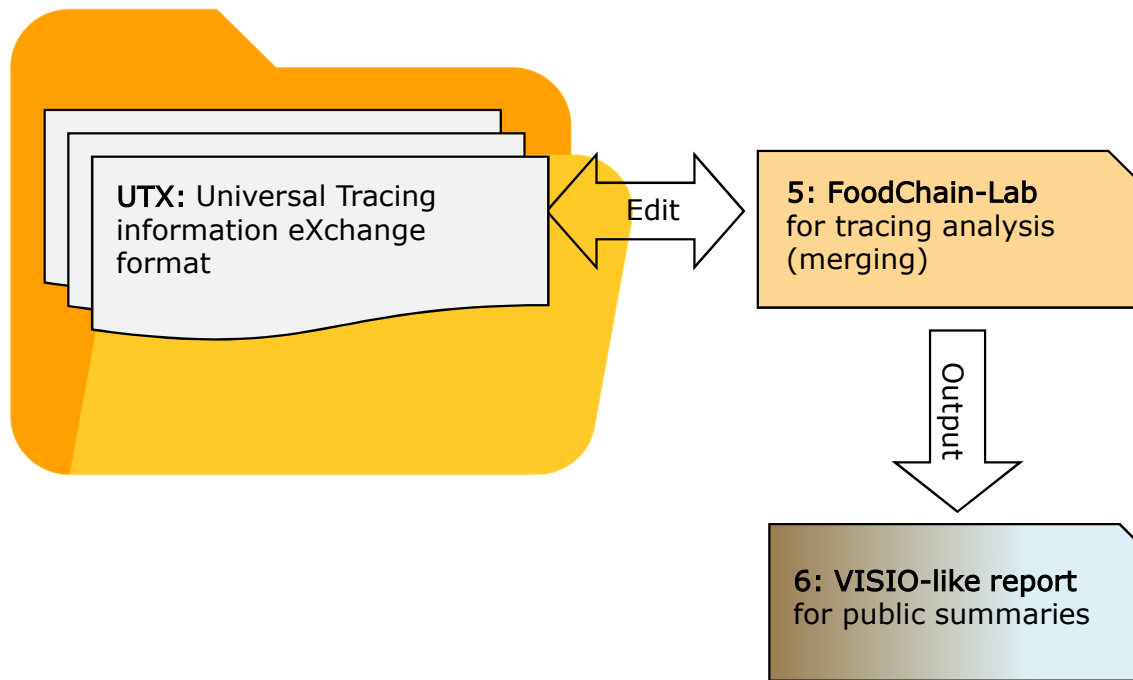 UTX: Universal Tracing
information eXchange
format
Edit
5: FoodChain-Lab
for tracing analysis
(merging)
Output
6: VISIO-like report
for public summaries